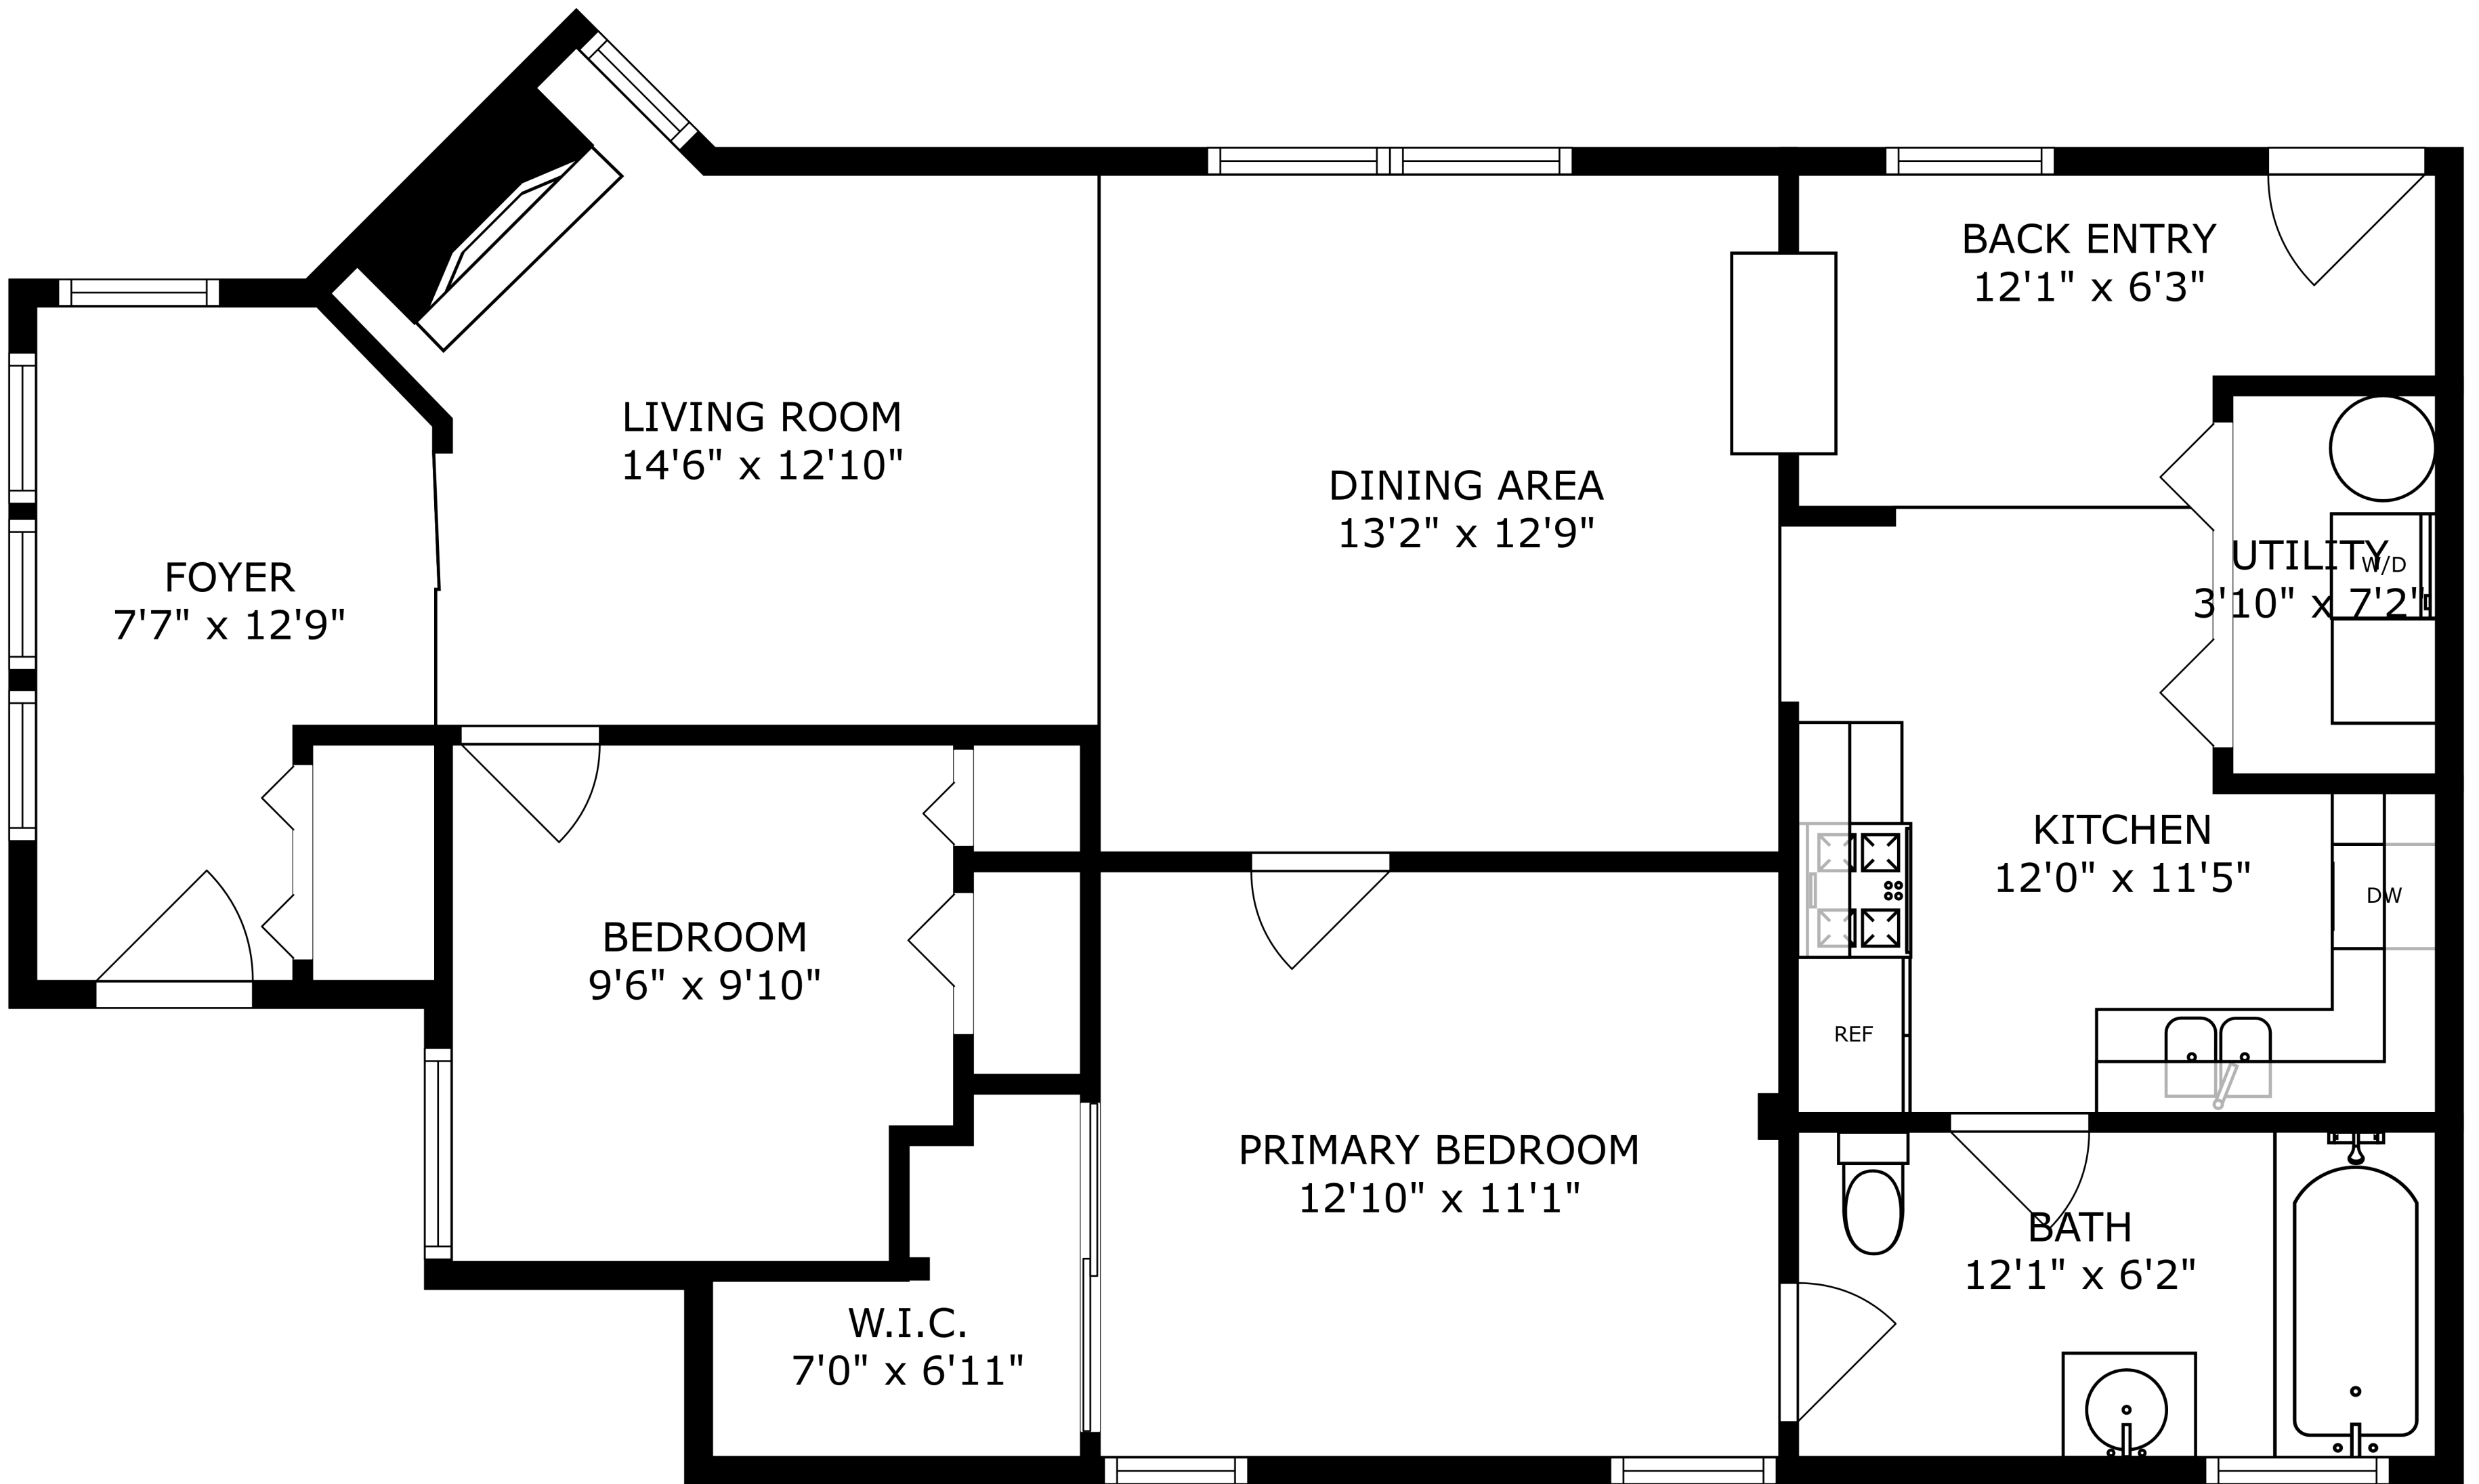 BACK ENTRY
12'1" x 6'3"
LIVING ROOM
14'6" x 12'10"
DINING AREA
13'2" x 12'9"
FOYER
7'7" x 12'9"
UTILITY
W/D
3'10" x 7'2"
KITCHEN
12'0" x 11'5"
DW
BEDROOM
9'6" x 9'10"
REF
PRIMARY BEDROOM
12'10" x 11'1"
BATH
12'1" x 6'2"
W.I.C.
7'0" x 6'11"